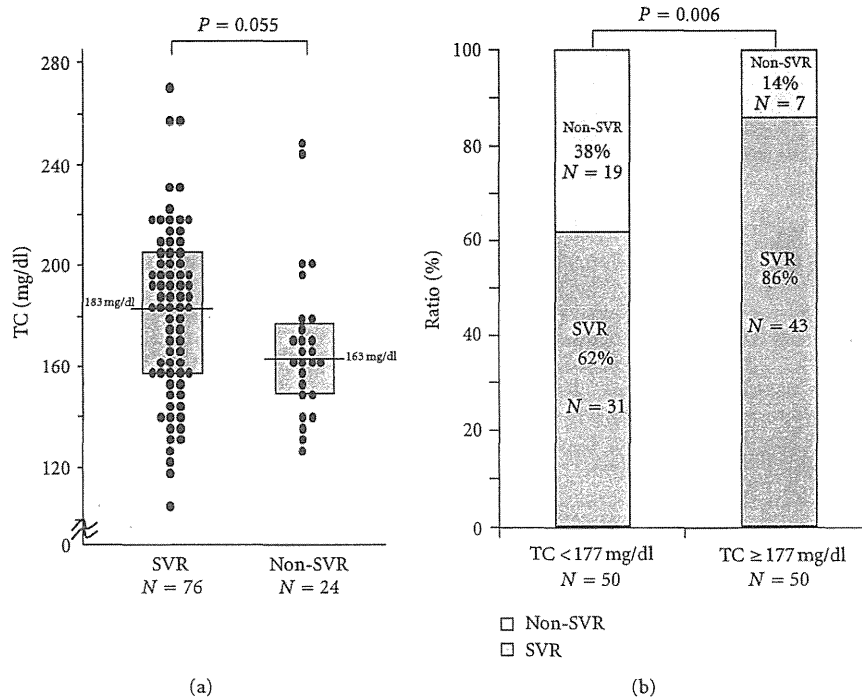 P = 0.055
280
240
200
160
120
0
TC (mg/dl)
183 mg/dl
163 mg/dl
SVR
N = 76
Non-SVR
N = 24
(a)
P = 0.006
100
80
60
40
20
0
Ratio (%)
Non-SVR
38%
N = 19
SVR
62%
N = 31
Non-SVR
14%
N = 7
SVR
86%
N = 43
TC < 177 mg/dl
N = 50
TC ≥ 177 mg/dl
N = 50
Non-SVR
SVR
(b)